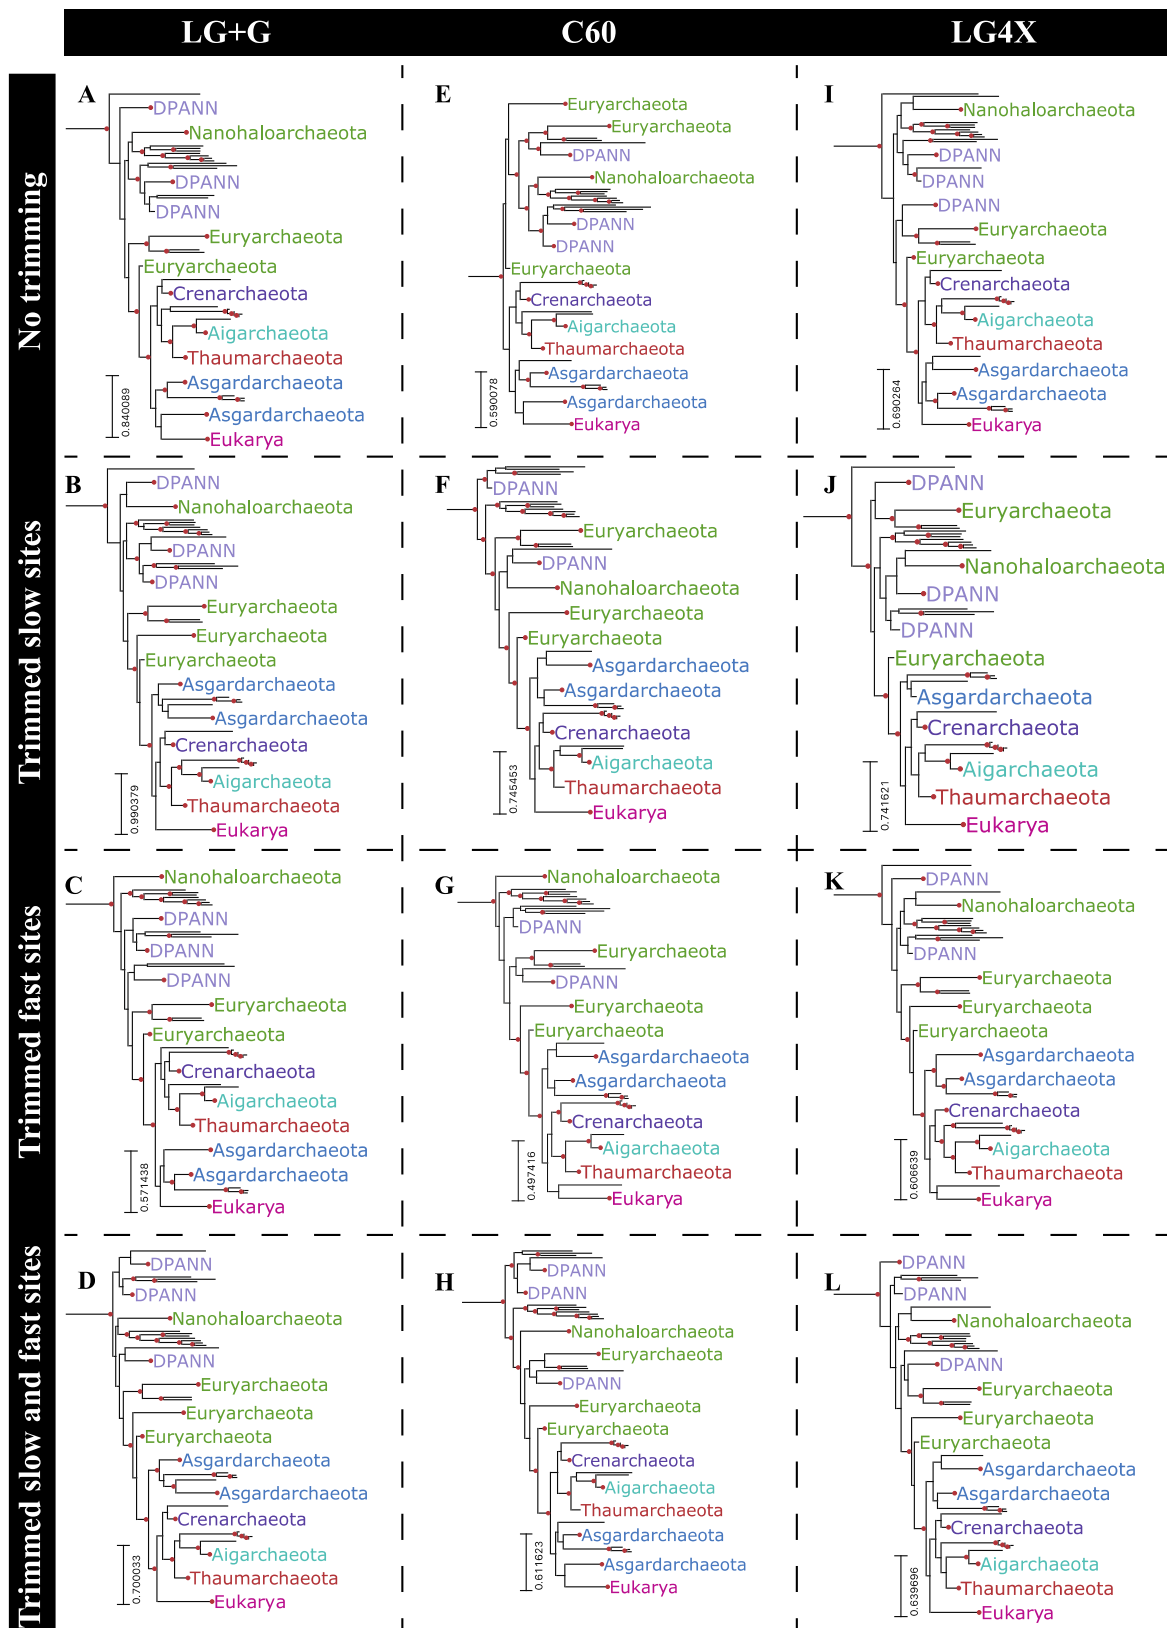 LG+G
C60
LG4X
No trimming
A
DPANN
Nanohaloarchaeota
DPANN
DPANN
Euryarchaeota
Euryarchaeota
Crenarchaeota
Aigarchaeota
Thaumarchaeota
Asgardarchaeota
Asgardarchaeota
Eukarya
0.840089
E
Euryarchaeota
Euryarchaeota
DPANN
Nanohaloarchaeota
DPANN
DPANN
Euryarchaeota
Crenarchaeota
Aigarchaeota
Thaumarchaeota
Asgardarchaeota
Asgardarchaeota
Eukarya
0.590078
I
Nanohaloarchaeota
DPANN
DPANN
DPANN
Euryarchaeota
Euryarchaeota
Crenarchaeota
Aigarchaeota
Thaumarchaeota
Asgardarchaeota
Asgardarchaeota
Eukarya
0.690264
Trimmed slow sites
B
DPANN
Nanohaloarchaeota
DPANN
DPANN
Euryarchaeota
Euryarchaeota
Euryarchaeota
Asgardarchaeota
Asgardarchaeota
Crenarchaeota
Aigarchaeota
Thaumarchaeota
Eukarya
0.990379
F
DPANN
Euryarchaeota
DPANN
Nanohaloarchaeota
Euryarchaeota
Euryarchaeota
Asgardarchaeota
Asgardarchaeota
Crenarchaeota
Aigarchaeota
Thaumarchaeota
Eukarya
0.745453
J
DPANN
Euryarchaeota
Nanohaloarchaeota
DPANN
DPANN
Euryarchaeota
Asgardarchaeota
Crenarchaeota
Aigarchaeota
Thaumarchaeota
Eukarya
0.741621
Trimmed fast sites
C
Nanohaloarchaeota
DPANN
DPANN
DPANN
Euryarchaeota
Euryarchaeota
Crenarchaeota
Aigarchaeota
Thaumarchaeota
Asgardarchaeota
Asgardarchaeota
Eukarya
0.571438
G
Nanohaloarchaeota
DPANN
Euryarchaeota
DPANN
Euryarchaeota
Euryarchaeota
Asgardarchaeota
Asgardarchaeota
Crenarchaeota
Aigarchaeota
Thaumarchaeota
Eukarya
0.497416
K
DPANN
Nanohaloarchaeota
DPANN
Euryarchaeota
Euryarchaeota
Euryarchaeota
Asgardarchaeota
Asgardarchaeota
Crenarchaeota
Aigarchaeota
Thaumarchaeota
Eukarya
0.606639
Trimmed slow and fast sites
D
DPANN
DPANN
Nanohaloarchaeota
DPANN
Euryarchaeota
Euryarchaeota
Euryarchaeota
Asgardarchaeota
Asgardarchaeota
Crenarchaeota
Aigarchaeota
Thaumarchaeota
Eukarya
0.700033
H
DPANN
DPANN
Nanohaloarchaeota
Euryarchaeota
DPANN
Euryarchaeota
Euryarchaeota
Crenarchaeota
Aigarchaeota
Thaumarchaeota
Asgardarchaeota
Asgardarchaeota
Eukarya
0.611623
L
DPANN
DPANN
Nanohaloarchaeota
DPANN
Euryarchaeota
Euryarchaeota
Euryarchaeota
Asgardarchaeota
Asgardarchaeota
Crenarchaeota
Aigarchaeota
Thaumarchaeota
Eukarya
0.639696